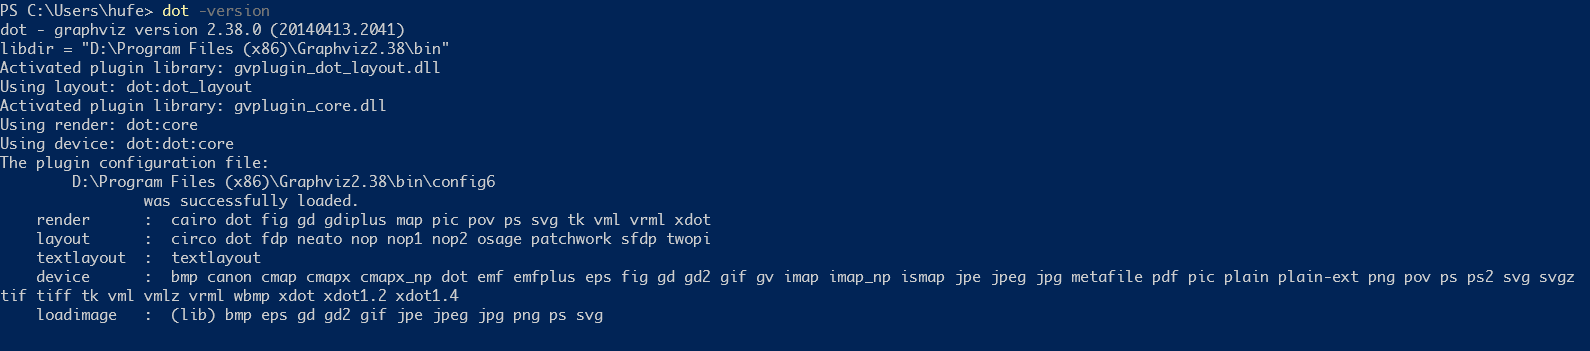 PS C:\Users\hufe> dot -version
dot - graphviz version 2.38.0 (20140413.2041)
libdir = "D:\Program Files (x86)\Graphviz2.38\bin"
Activated plugin library: gvplugin_dot_layout.dll
Using layout: dot:dot_layout
Activated plugin library: gvplugin_core.dll
Using render: dot:core
Using device: dot:dot:core
The plugin configuration file:
        D:\Program Files (x86)\Graphviz2.38\bin\config6
                was successfully loaded.
    render      :  cairo dot fig gd gdiplus map pic pov ps svg tk vml vrml xdot
    layout      :  circo dot fdp neato nop nop1 nop2 osage patchwork sfdp twopi
    textlayout  :  textlayout
    device      :  bmp canon cmap cmapx cmapx_np dot emf emfplus eps fig gd gd2 gif gv imap imap_np ismap jpe jpeg jpg metafile pdf pic plain plain-ext png pov ps ps2 svg svgz
tif tiff tk vml vmlz vrml wbmp xdot xdot1.2 xdot1.4
    loadimage   :  (lib) bmp eps gd gd2 gif jpe jpeg jpg png ps svg